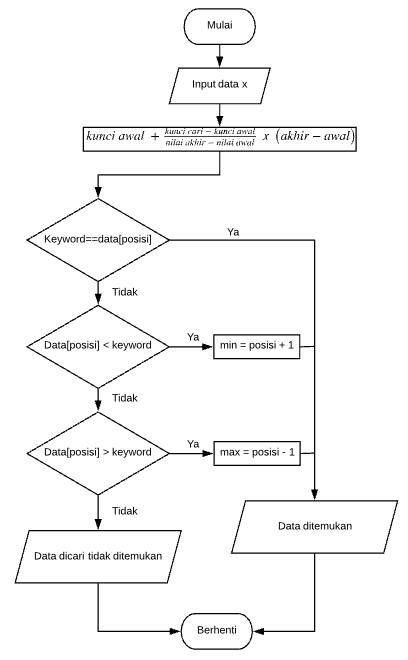 Mulai
Input data x
kunci awal + kunci cari − kunci awal / nilai akhir − nilai awal x (akhir − awal)
Keyword==data[posisi]
Ya
Tidak
Data[posisi] < keyword
Ya
min = posisi + 1
Tidak
Data[posisi] > keyword
Ya
max = posisi - 1
Tidak
Data ditemukan
Data dicari tidak ditemukan
Berhenti